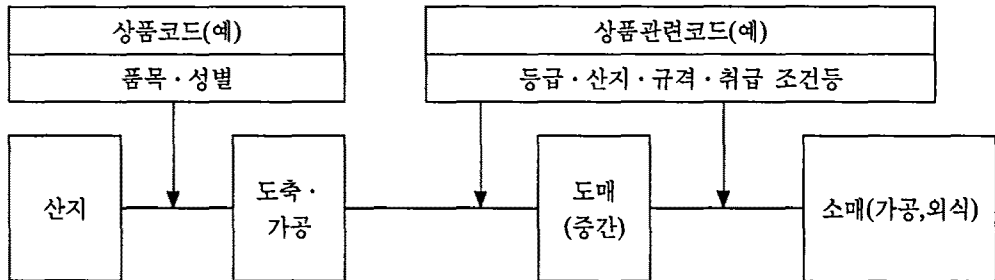 상품코드(예)
품목·성별
상품관련코드(예)
등급·산지·규격·취급 조건등
산지
도축·
가공
도매
(중간)
소매(가공,외식)